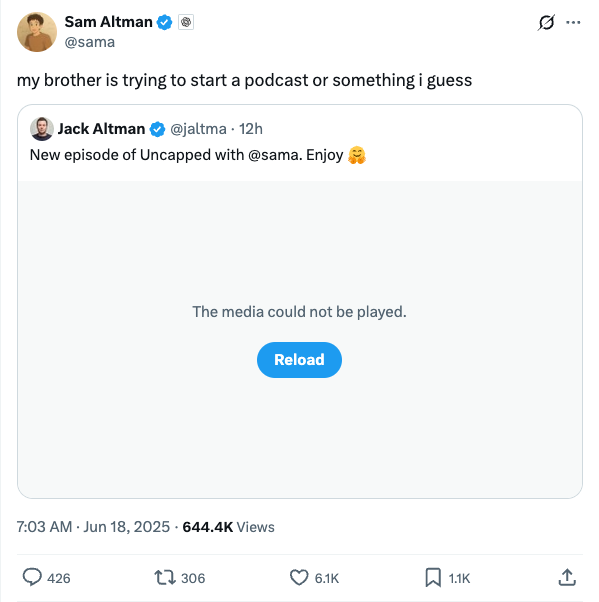 Sam Altman
@sama
my brother is trying to start a podcast or something i guess
Jack Altman @jaltma · 12h
New episode of Uncapped with @sama. Enjoy 🤗
The media could not be played.
Reload
7:03 AM · Jun 18, 2025 · 644.4K Views
426 306 6.1K 1.1K